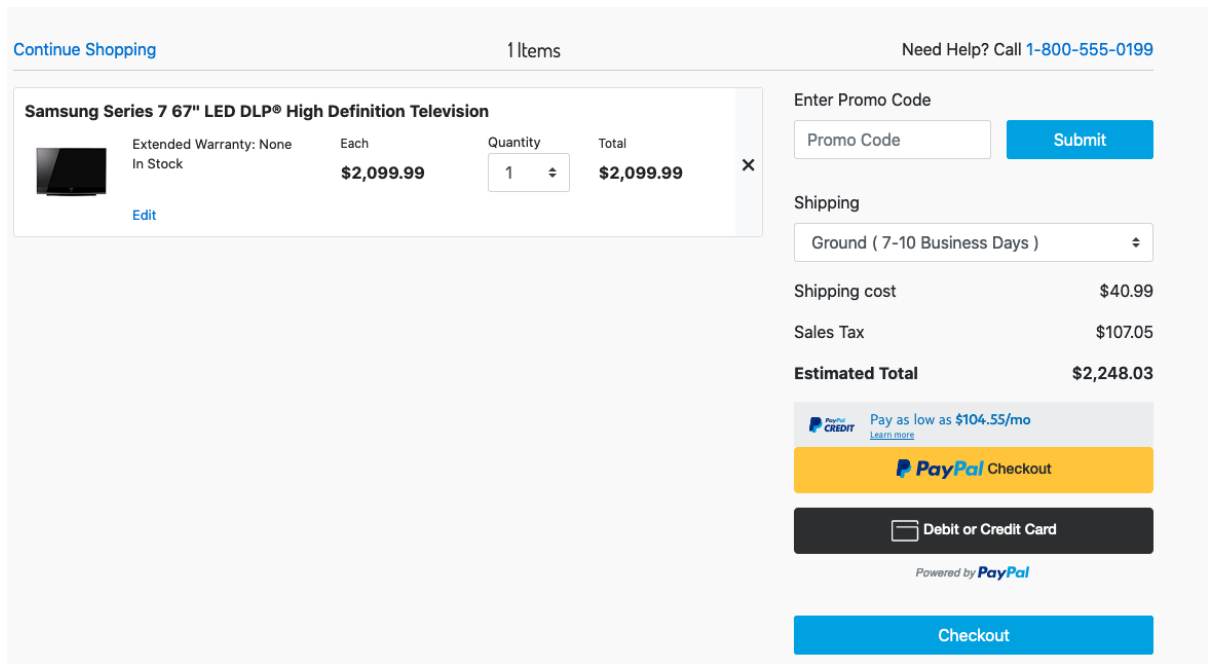 Continue Shopping
1 Items
Need Help? Call 1-800-555-0199
Samsung Series 7 67" LED DLP® High Definition Television
Extended Warranty: None
In Stock
Edit
Each
$2,099.99
Quantity
1
Total
$2,099.99
×
Enter Promo Code
Promo Code
Submit
Shipping
Ground ( 7-10 Business Days )
Shipping cost $40.99
Sales Tax $107.05
Estimated Total $2,248.03
PayPal
CREDIT
Pay as low as $104.55/mo
Learn more
PayPal Checkout
Debit or Credit Card
Powered by PayPal
Checkout